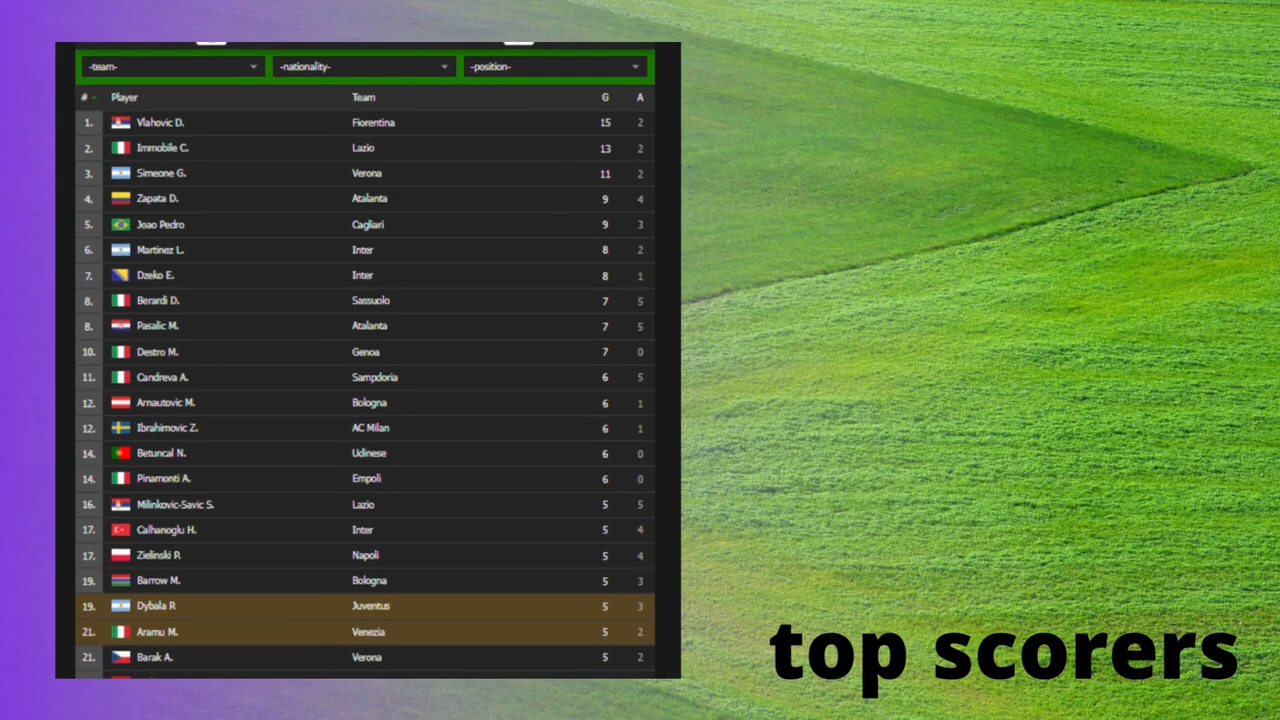 -team- -nationality- -position-
# Player Team G A
1. Vlahovic D. Fiorentina 15 2
2. Immobile C. Lazio 13 2
3. Simeone G. Verona 11 2
4. Zapata D. Atalanta 9 4
5. Joao Pedro Cagliari 9 3
6. Martinez L. Inter 8 2
7. Dzeko E. Inter 8 1
8. Berardi D. Sassuolo 7 5
8. Pasalic M. Atalanta 7 5
10. Destro M. Genoa 7 0
11. Candreva A. Sampdoria 6 5
12. Arnautovic M. Bologna 6 1
12. Ibrahimovic Z. AC Milan 6 1
14. Betuncal N. Udinese 6 0
14. Pinamonti A. Empoli 6 0
16. Milinkovic-Savic S. Lazio 5 5
17. Calhanoglu H. Inter 5 4
17. Zielinski P. Napoli 5 4
19. Barrow M. Bologna 5 3
19. Dybala P. Juventus 5 3
21. Aramu M. Venezia 5 2
21. Barak A. Verona 5 2
top scorers